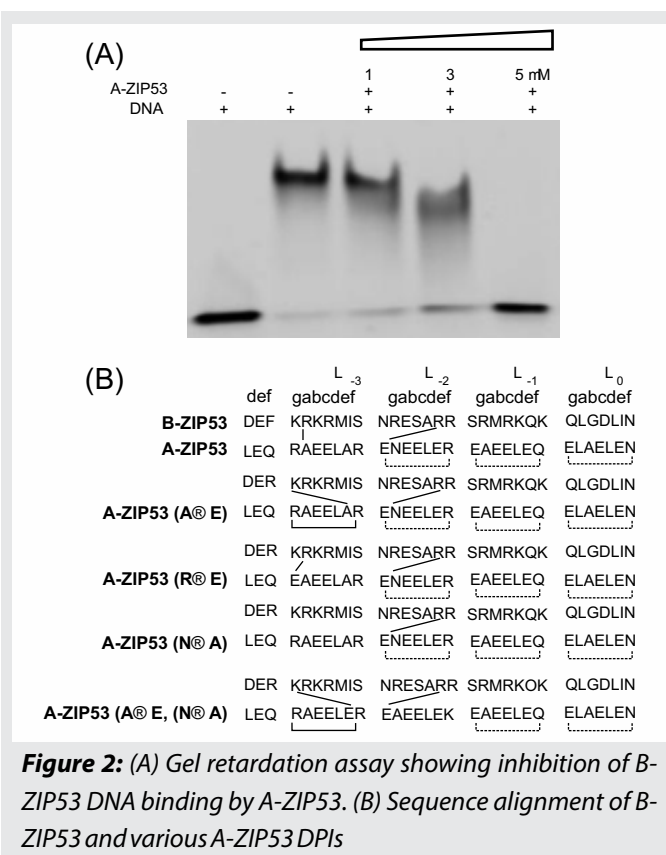 (A)
1 3 5 mM
A-ZIP53 - - + + +
DNA + + + + +
(B)
L -3 L -2 L -1 L 0
def gabcdef gabcdef gabcdef gabcdef
B-ZIP53 DEF KRKRMIS NRESARR SRMRKQK QLGDLIN
A-ZIP53 LEQ RAEELAR ENEELER EAEELEQ ELAELEN
DER KRKRMIS NRESARR SRMRKQK QLGDLIN
A-ZIP53 (A® E) LEQ RAEELAR ENEELER EAEELEQ ELAELEN
DER KRKRMIS NRESARR SRMRKQK QLGDLIN
A-ZIP53 (R® E) LEQ EAEELAR ENEELER EAEELEQ ELAELEN
DER KRKRMIS NRESARR SRMRKQK QLGDLIN
A-ZIP53 (N® A) LEQ RAEELAR ENEELER EAEELEQ ELAELEN
DER KRKRMIS NRESARR SRMRKOK QLGDLIN
A-ZIP53 (A® E, (N® A) LEQ RAEELER EAEELEK EAEELEQ ELAELEN
Figure 2: (A) Gel retardation assay showing inhibition of B-
ZIP53 DNA binding by A-ZIP53. (B) Sequence alignment of B-
ZIP53 and various A-ZIP53 DPIs